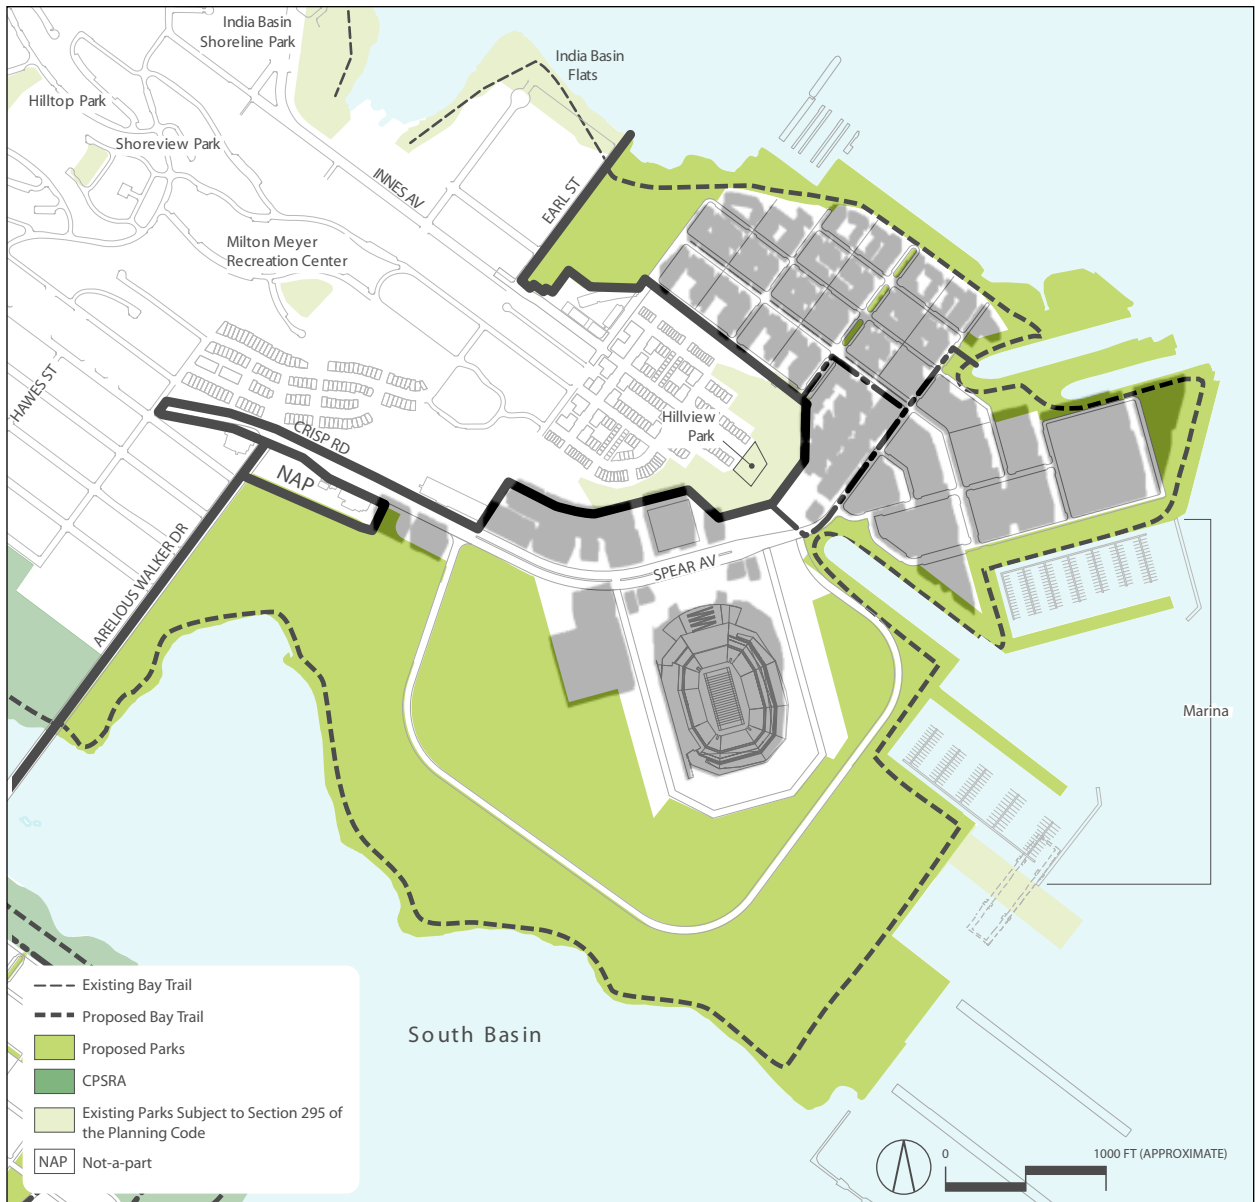 India Basin
Shoreline Park
India Basin
Flats
Hilltop Park
Shoreview Park
INNES AV
EARL ST
Milton Meyer
Recreation Center
HAWES ST
Hillview
Park
CRISP RD
NAP
ARELIOUS WALKER DR
SPEAR AV
Marina
South Basin
Existing Bay Trail
Proposed Bay Trail
Proposed Parks
CPSRA
Existing Parks Subject to Section 295 of
the Planning Code
NAP Not-a-part
0 1000 FT (APPROXIMATE)